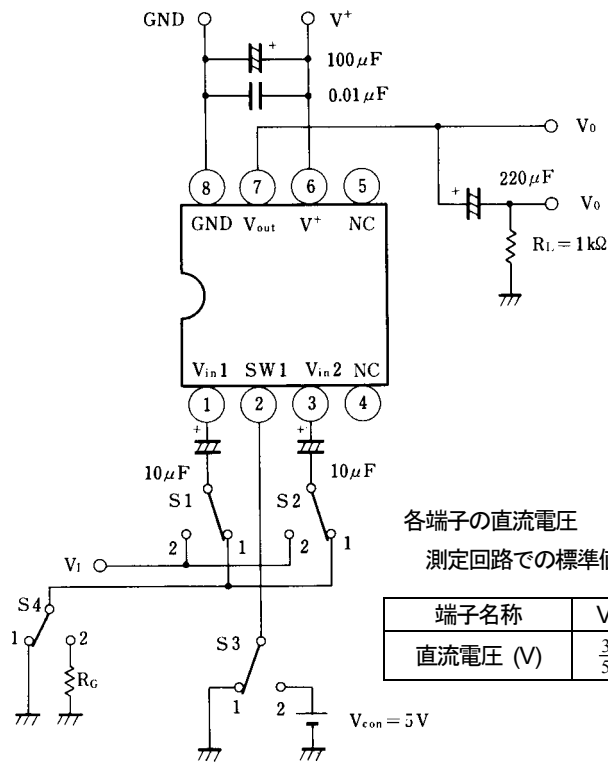 GND
V⁺
+
100μF
0.01μF
V₀
220μF
+
V₀
R_L=1kΩ
8
7
6
5
GND
V_out
V⁺
NC
V_in1
SW1
V_in2
NC
1
2
3
4
+
+
10μF
10μF
S1
S2
2
1
2
1
V_I
S4
1
2
R_G
S3
1
2
V_con=5V
各端子の直流電圧
測定回路での標準
端子名称
直流電圧 (V)